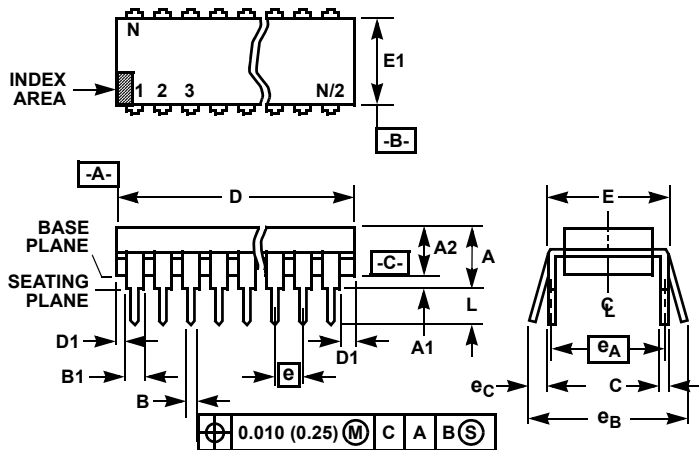 N
E1
INDEX
AREA
1 2 3 N/2
-B-
-A-
D
E
BASE
PLANE
A2
A
-C-
SEATING
PLANE
L
℄
D1
A1
D1
eA
B1
e
eC
C
B
eB
⌖ 0.010 (0.25) Ⓜ C A B Ⓢ